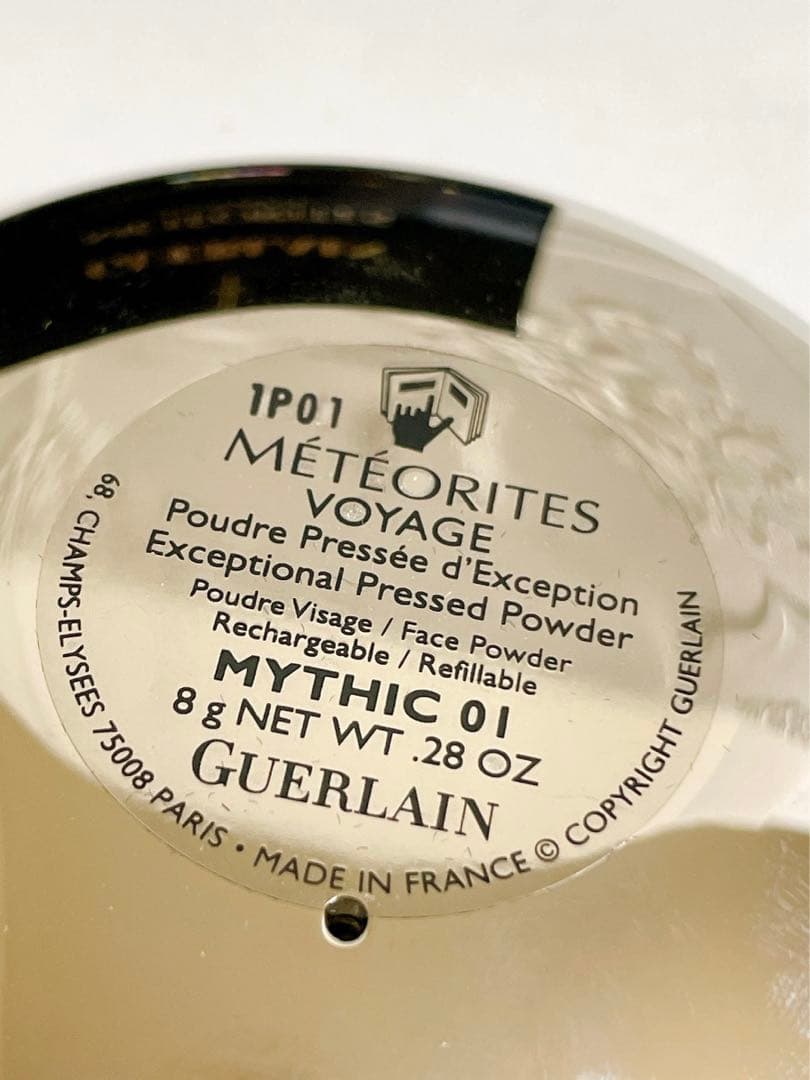 1P01
MÉTÉORITES
VOYAGE
Poudre Pressée d'Exception
Exceptional Pressed Powder
Poudre Visage / Face Powder
Rechargeable / Refillable
MYTHIC 01
8 g NET WT .28 OZ
GUERLAIN
68, CHAMPS-ELYSEES 75008 PARIS • MADE IN FRANCE © COPYRIGHT GUERLAIN